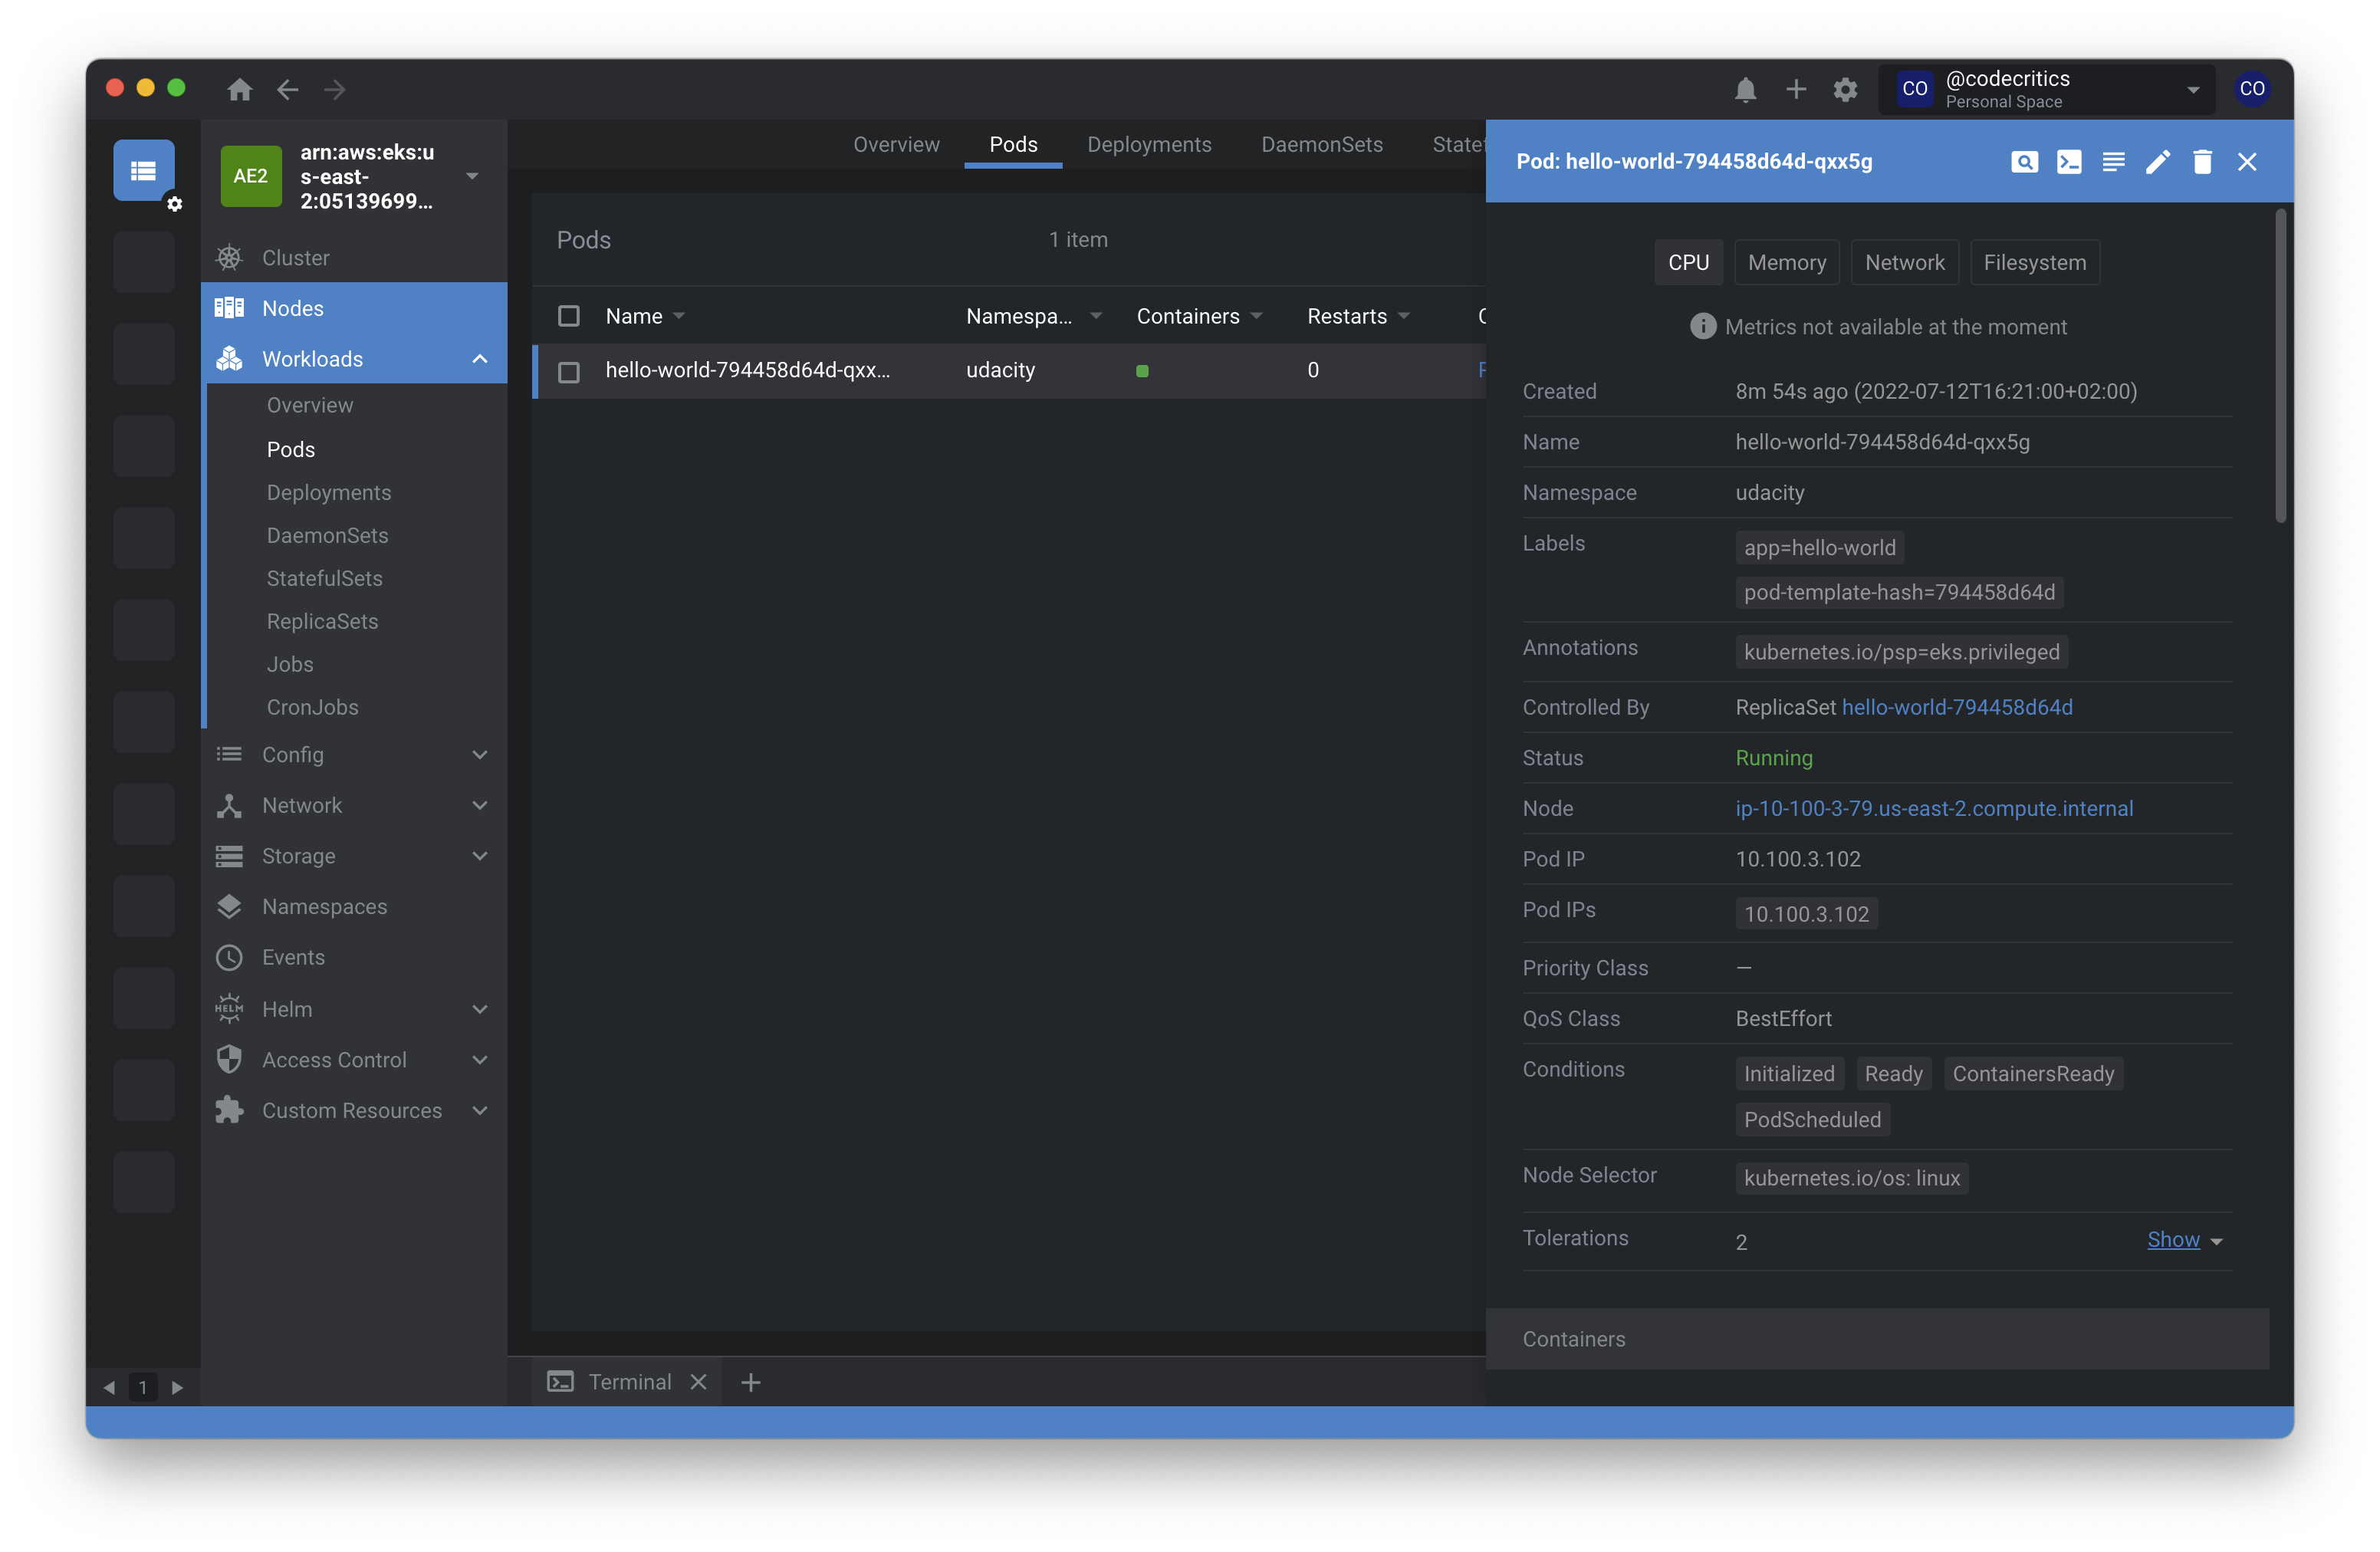 @codecritics
CO
Personal Space
CO
AE2
arn:aws:eks:u
s-east-
2:05139699...
Cluster
Nodes
Workloads
Overview
Pods
Deployments
DaemonSets
StatefulSets
ReplicaSets
Jobs
CronJobs
Config
Network
Storage
Namespaces
Events
HELM
Helm
Access Control
Custom Resources
1
Overview Pods Deployments DaemonSets Statef
Pods 1 item
Name Namespa... Containers Restarts
hello-world-794458d64d-qxx... udacity 0
Terminal
Pod: hello-world-794458d64d-qxx5g
CPU Memory Network Filesystem
Metrics not available at the moment
Created 8m 54s ago (2022-07-12T16:21:00+02:00)
Name hello-world-794458d64d-qxx5g
Namespace udacity
Labels app=hello-world
pod-template-hash=794458d64d
Annotations kubernetes.io/psp=eks.privileged
Controlled By ReplicaSet hello-world-794458d64d
Status Running
Node ip-10-100-3-79.us-east-2.compute.internal
Pod IP 10.100.3.102
Pod IPs 10.100.3.102
Priority Class —
QoS Class BestEffort
Conditions Initialized Ready ContainersReady
PodScheduled
Node Selector kubernetes.io/os: linux
Tolerations 2 Show
Containers